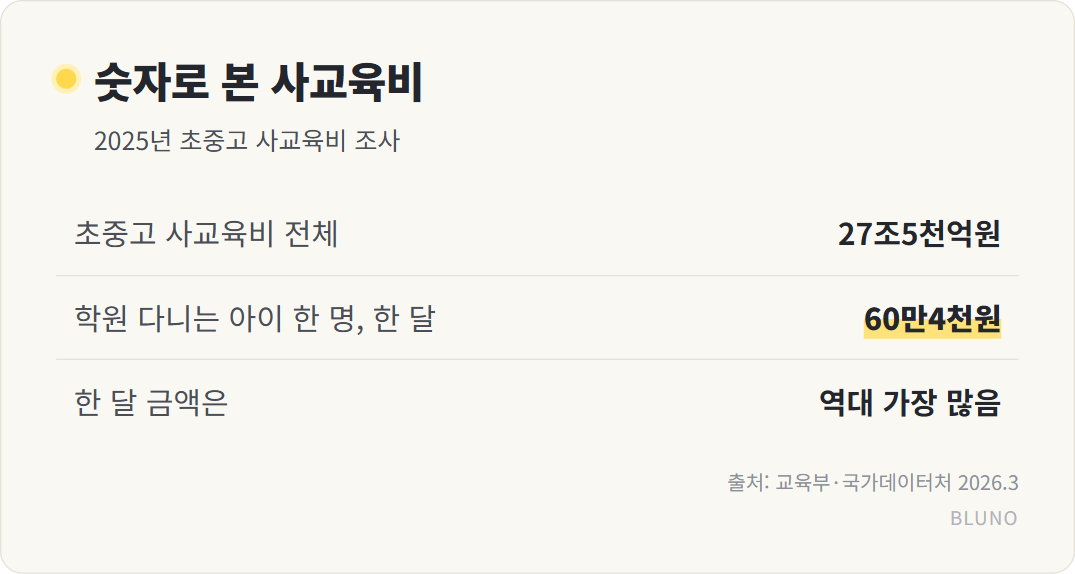 숫자로 본 사교육비
2025년 초중고 사교육비 조사
초중고 사교육비 전체 27조5천억원
학원 다니는 아이 한 명, 한 달 60만4천원
한 달 금액은 역대 가장 많음
출처: 교육부·국가데이터처 2026.3
BLUNO